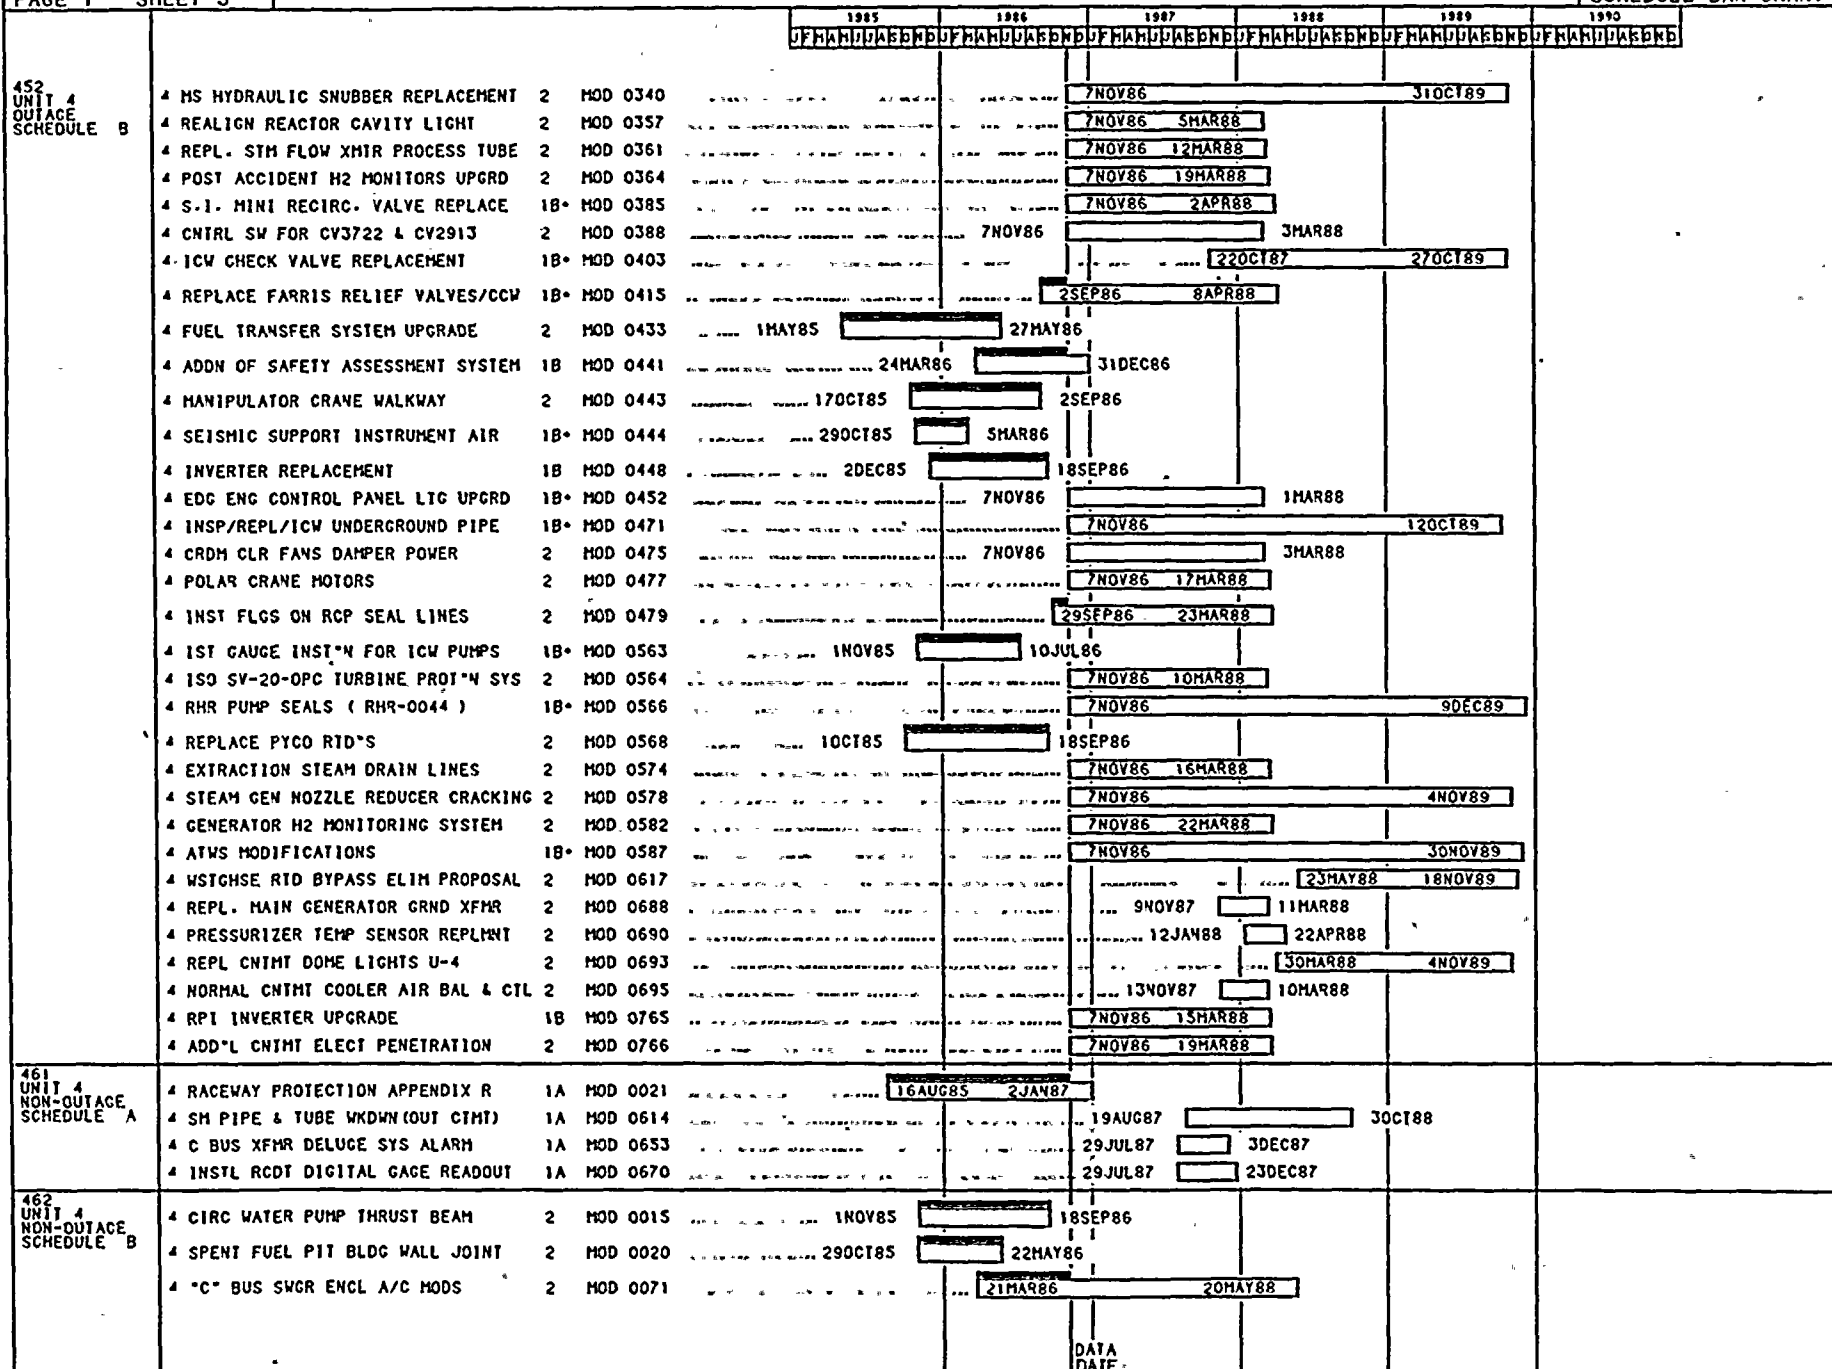 PAGE 1 SHEET 3
SCHEDULE BAR CHART
1985 1986 1987 1988 1989 1990
J F M A M J J A S O N D J F M A M J J A S O N D J F M A M J J A S O N D J F M A M J J A S O N D J F M A M J J A S O N D J F M A M J J A S O N D
452
UNIT 4
OUTAGE
SCHEDULE B
4 MS HYDRAULIC SNUBBER REPLACEMENT 2 MOD 0340 7NOV86 31OCT89
4 REALIGN REACTOR CAVITY LIGHT 2 MOD 0357 7NOV86 5MAR88
4 REPL. STM FLOW XMTR PROCESS TUBE 2 MOD 0361 7NOV86 12MAR88
4 POST ACCIDENT H2 MONITORS UPGRD 2 MOD 0364 7NOV86 19MAR88
4 S.I. MINI RECIRC. VALVE REPLACE 1B* MOD 0385 7NOV86 2APR88
4 CNTRL SW FOR CV3722 & CV2913 2 MOD 0388 7NOV86 3MAR88
4 ICW CHECK VALVE REPLACEMENT 1B* MOD 0403 22OCT87 27OCT89
4 REPLACE FARRIS RELIEF VALVES/CCW 1B* MOD 0415 2SEP86 8APR88
4 FUEL TRANSFER SYSTEM UPGRADE 2 MOD 0433 1MAY85 27MAY86
4 ADDN OF SAFETY ASSESSMENT SYSTEM 1B MOD 0441 24MAR86 31DEC86
4 MANIPULATOR CRANE WALKWAY 2 MOD 0443 17OCT85 2SEP86
4 SEISMIC SUPPORT INSTRUMENT AIR 1B* MOD 0444 29OCT85 5MAR86
4 INVERTER REPLACEMENT 1B MOD 0448 2DEC85 18SEP86
4 EDG ENG CONTROL PANEL LTG UPGRD 1B* MOD 0452 7NOV86 1MAR88
4 INSP/REPL/ICW UNDERGROUND PIPE 1B* MOD 0471 7NOV86 12OCT89
4 CRDM CLR FANS DAMPER POWER 2 MOD 0475 7NOV86 3MAR88
4 POLAR CRANE MOTORS 2 MOD 0477 7NOV86 17MAR88
4 INST FLGS ON RCP SEAL LINES 2 MOD 0479 29SEP86 23MAR88
4 IST GAUGE INST"N FOR ICW PUMPS 1B* MOD 0563 1NOV85 10JUL86
4 ISO SV-20-OPC TURBINE PROT"N SYS 2 MOD 0564 7NOV86 10MAR88
4 RHR PUMP SEALS ( RHR-0044 ) 1B* MOD 0566 7NOV86 9DEC89
4 REPLACE PYCO RTD"S 2 MOD 0568 1OCT85 18SEP86
4 EXTRACTION STEAM DRAIN LINES 2 MOD 0574 7NOV86 16MAR88
4 STEAM GEN NOZZLE REDUCER CRACKING 2 MOD 0578 7NOV86 4NOV89
4 GENERATOR H2 MONITORING SYSTEM 2 MOD 0582 7NOV86 22MAR88
4 ATWS MODIFICATIONS 1B* MOD 0587 7NOV86 30NOV89
4 WSTGHSE RTD BYPASS ELIM PROPOSAL 2 MOD 0617 23MAY88 18NOV89
4 REPL. MAIN GENERATOR GRND XFMR 2 MOD 0688 9NOV87 11MAR88
4 PRESSURIZER TEMP SENSOR REPLMNT 2 MOD 0690 12JAN88 22APR88
4 REPL CNTMT DOME LIGHTS U-4 2 MOD 0693 30MAR88 4NOV89
4 NORMAL CNTMT COOLER AIR BAL & CTL 2 MOD 0695 13NOV87 10MAR88
4 RPI INVERTER UPGRADE 1B MOD 0765 7NOV86 15MAR88
4 ADD"L CNTMT ELECT PENETRATION 2 MOD 0766 7NOV86 19MAR88
461
UNIT 4
NON-OUTAGE
SCHEDULE A
4 RACEWAY PROTECTION APPENDIX R 1A MOD 0021 16AUG85 2JAN87
4 SM PIPE & TUBE WKDWN(OUT CTMT) 1A MOD 0614 19AUG87 3OCT88
4 C BUS XFMR DELUGE SYS ALARM 1A MOD 0653 29JUL87 3DEC87
4 INSTL RCDT DIGITAL GAGE READOUT 1A MOD 0670 29JUL87 23DEC87
462
UNIT 4
NON-OUTAGE
SCHEDULE B
4 CIRC WATER PUMP THRUST BEAM 2 MOD 0015 1NOV85 18SEP86
4 SPENT FUEL PIT BLDG WALL JOINT 2 MOD 0020 29OCT85 22MAY86
4 "C" BUS SWGR ENCL A/C MODS 2 MOD 0071 21MAR86 20MAY88
DATA
DATE